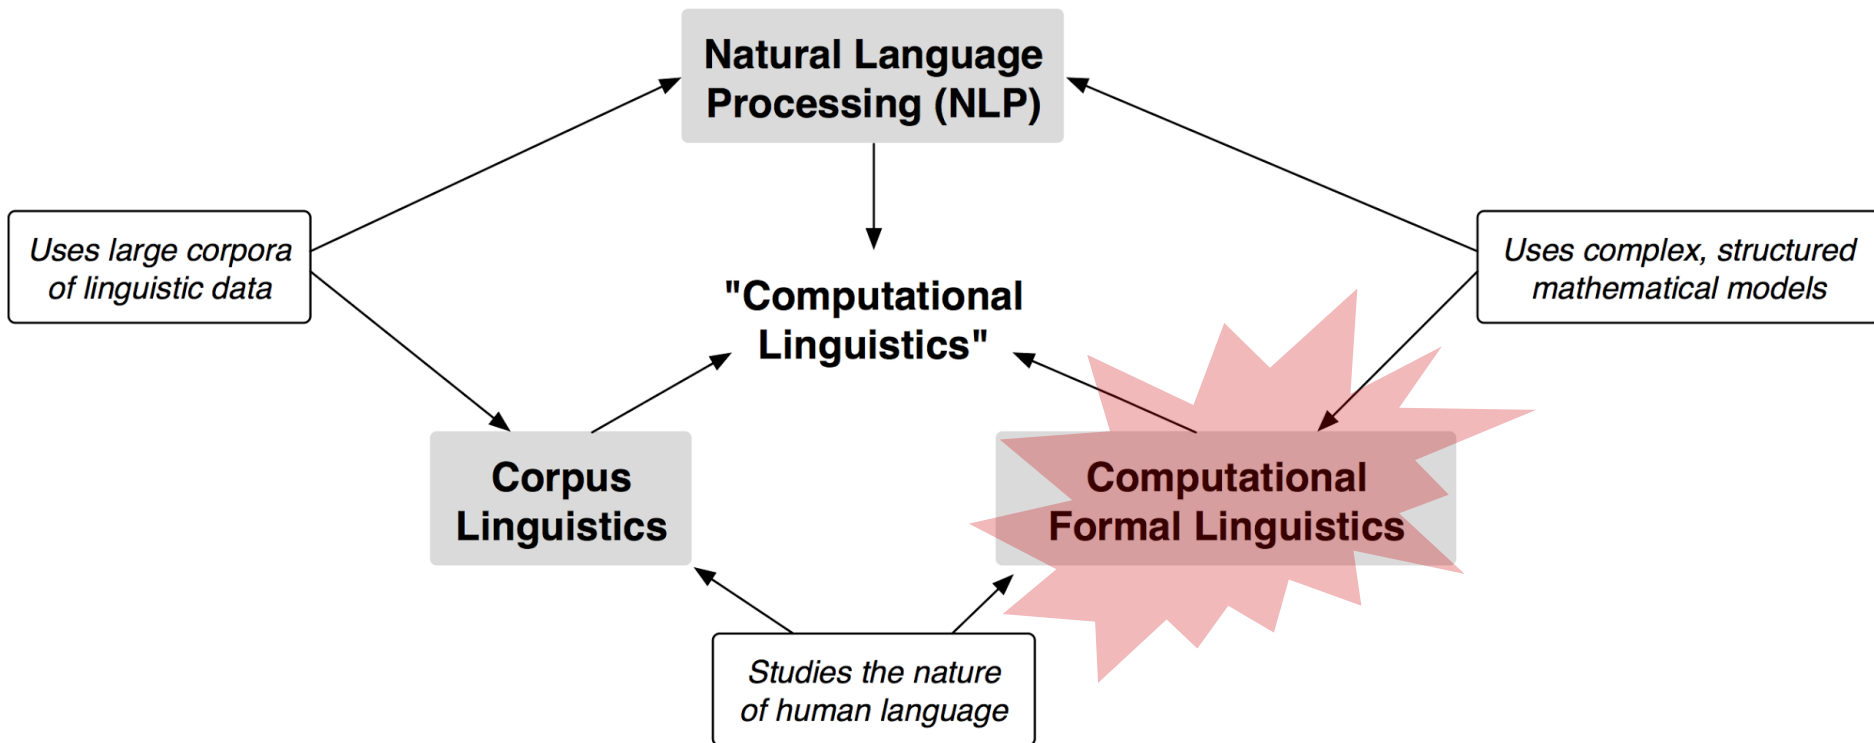 Natural Language
Processing (NLP)
Uses large corpora
of linguistic data
Uses complex, structured
mathematical models
"Computational
Linguistics"
Corpus
Linguistics
Computational
Formal Linguistics
Studies the nature
of human language